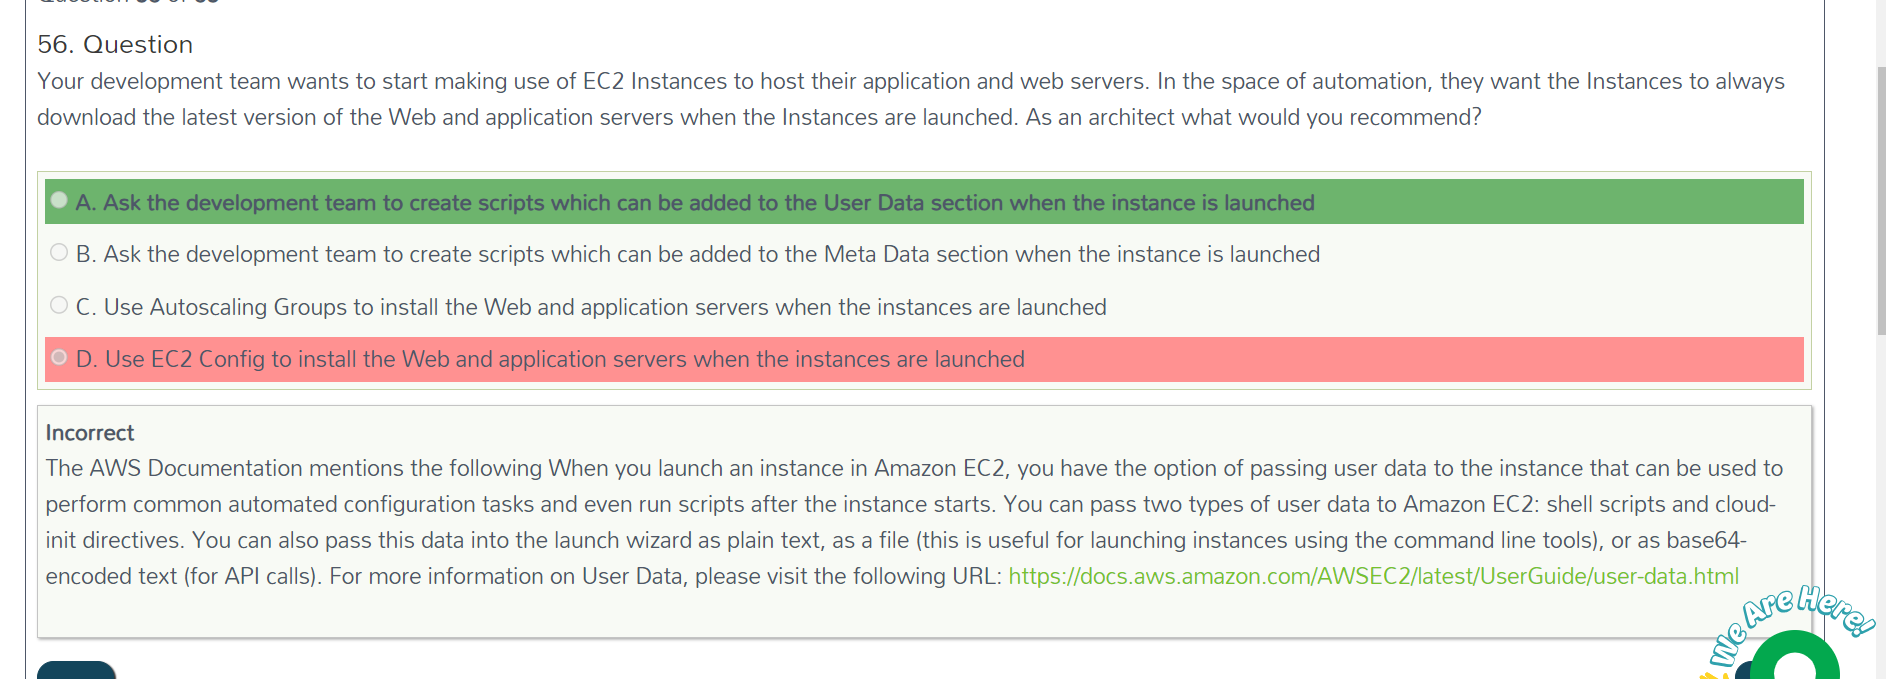 56. Question
Your development team wants to start making use of EC2 Instances to host their application and web servers. In the space of automation, they want the Instances to always
download the latest version of the Web and application servers when the Instances are launched. As an architect what would you recommend?
A. Ask the development team to create scripts which can be added to the User Data section when the instance is launched
B. Ask the development team to create scripts which can be added to the Meta Data section when the instance is launched
C. Use Autoscaling Groups to install the Web and application servers when the instances are launched
D. Use EC2 Config to install the Web and application servers when the instances are launched
Incorrect
The AWS Documentation mentions the following When you launch an instance in Amazon EC2, you have the option of passing user data to the instance that can be used to
perform common automated configuration tasks and even run scripts after the instance starts. You can pass two types of user data to Amazon EC2: shell scripts and cloud-
init directives. You can also pass this data into the launch wizard as plain text, as a file (this is useful for launching instances using the command line tools), or as base64-
encoded text (for API calls). For more information on User Data, please visit the following URL: https://docs.aws.amazon.com/AWSEC2/latest/UserGuide/user-data.html
We Are Here!